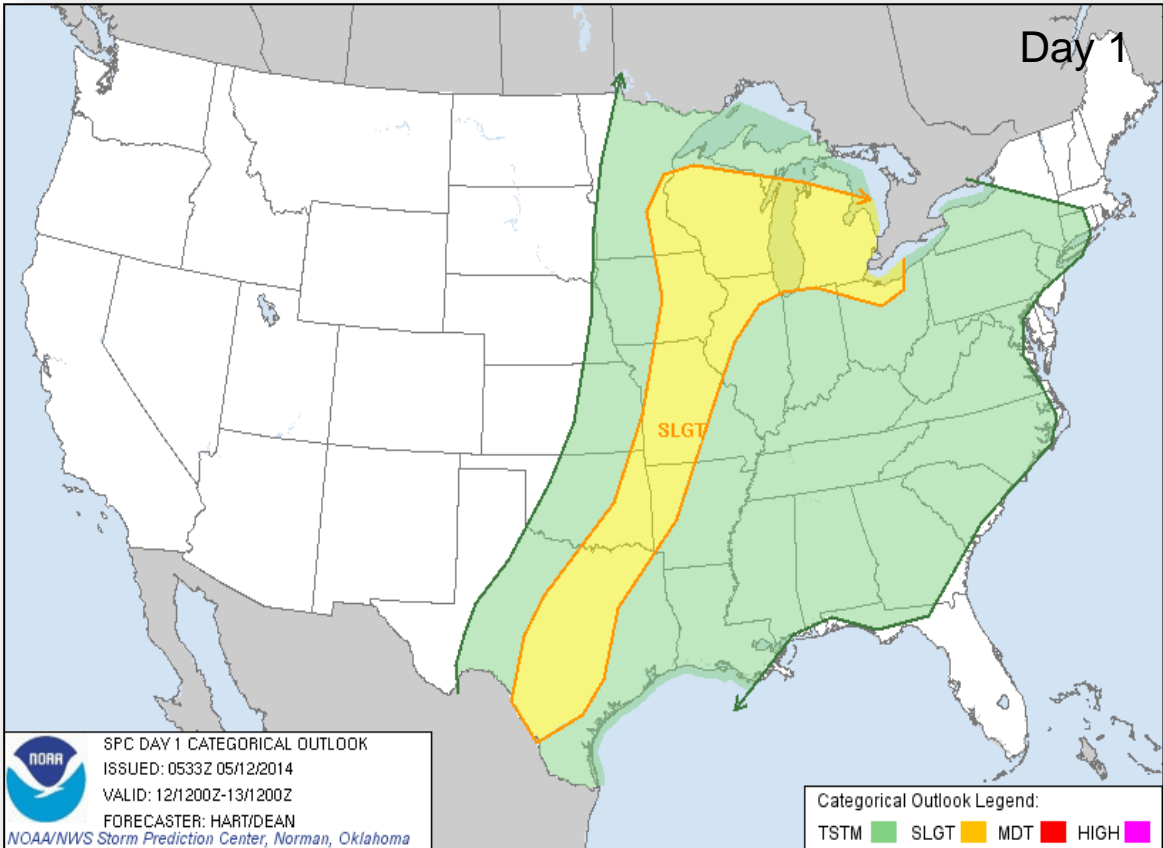 Day 1
SLGT
NOAA
SPC DAY 1 CATEGORICAL OUTLOOK
ISSUED: 0533Z 05/12/2014
VALID: 12/1200Z-13/1200Z
FORECASTER: HART/DEAN
NOAA/NWS Storm Prediction Center, Norman, Oklahoma
Categorical Outlook Legend:
TSTM SLGT MDT HIGH